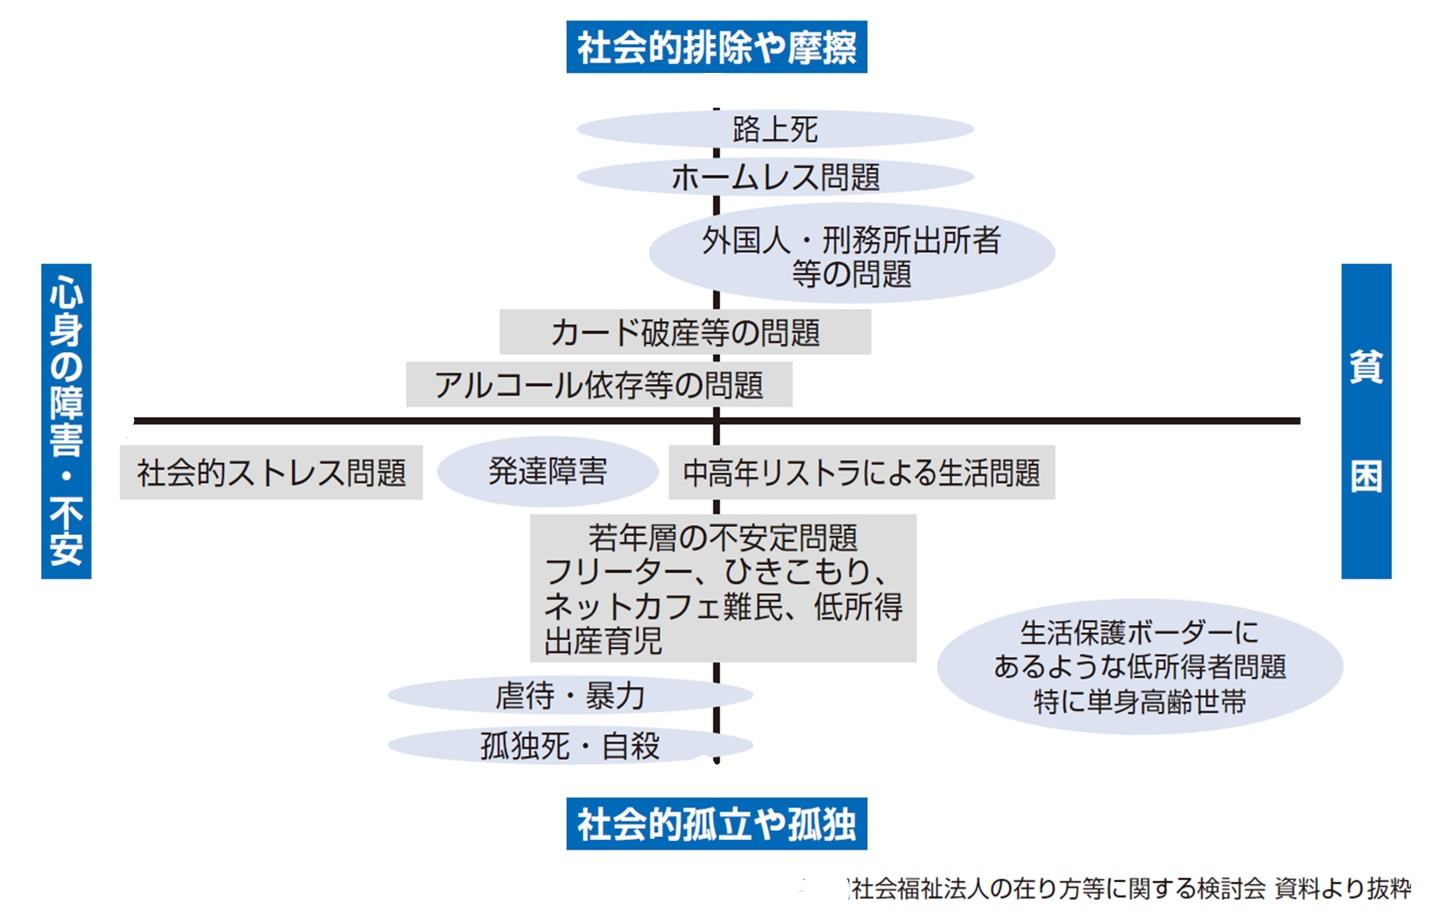 社会的排除や摩擦
路上死
ホームレス問題
外国人・刑務所出所者
等の問題
カード破産等の問題
アルコール依存等の問題
心身の障害・不安
貧困
社会的ストレス問題
発達障害
中高年リストラによる生活問題
若年層の不安定問題
フリーター、ひきこもり、
ネットカフェ難民、低所得
出産育児
生活保護ボーダーに
あるような低所得者問題
特に単身高齢世帯
虐待・暴力
孤独死・自殺
社会的孤立や孤独
社会福祉法人の在り方等に関する検討会 資料より抜粋